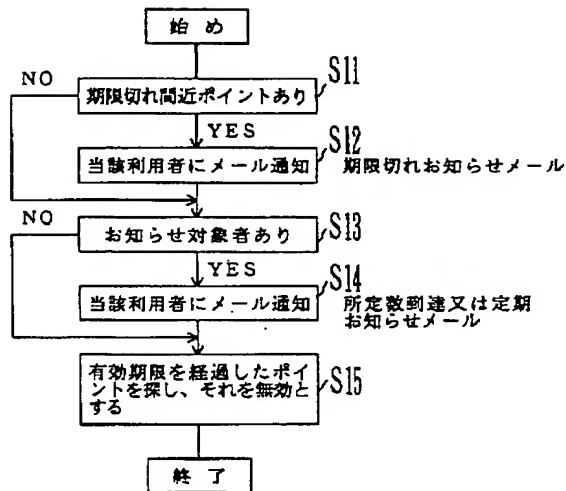 始め
S11
NO
期限切れ間近ポイントあり
YES
S12
当該利用者にメール通知
期限切れお知らせメール
NO
S13
お知らせ対象者あり
YES
S14
当該利用者にメール通知
所定数到達又は定期
お知らせメール
S15
有効期限を経過したポイ
ントを探し、それを無効と
する
終了